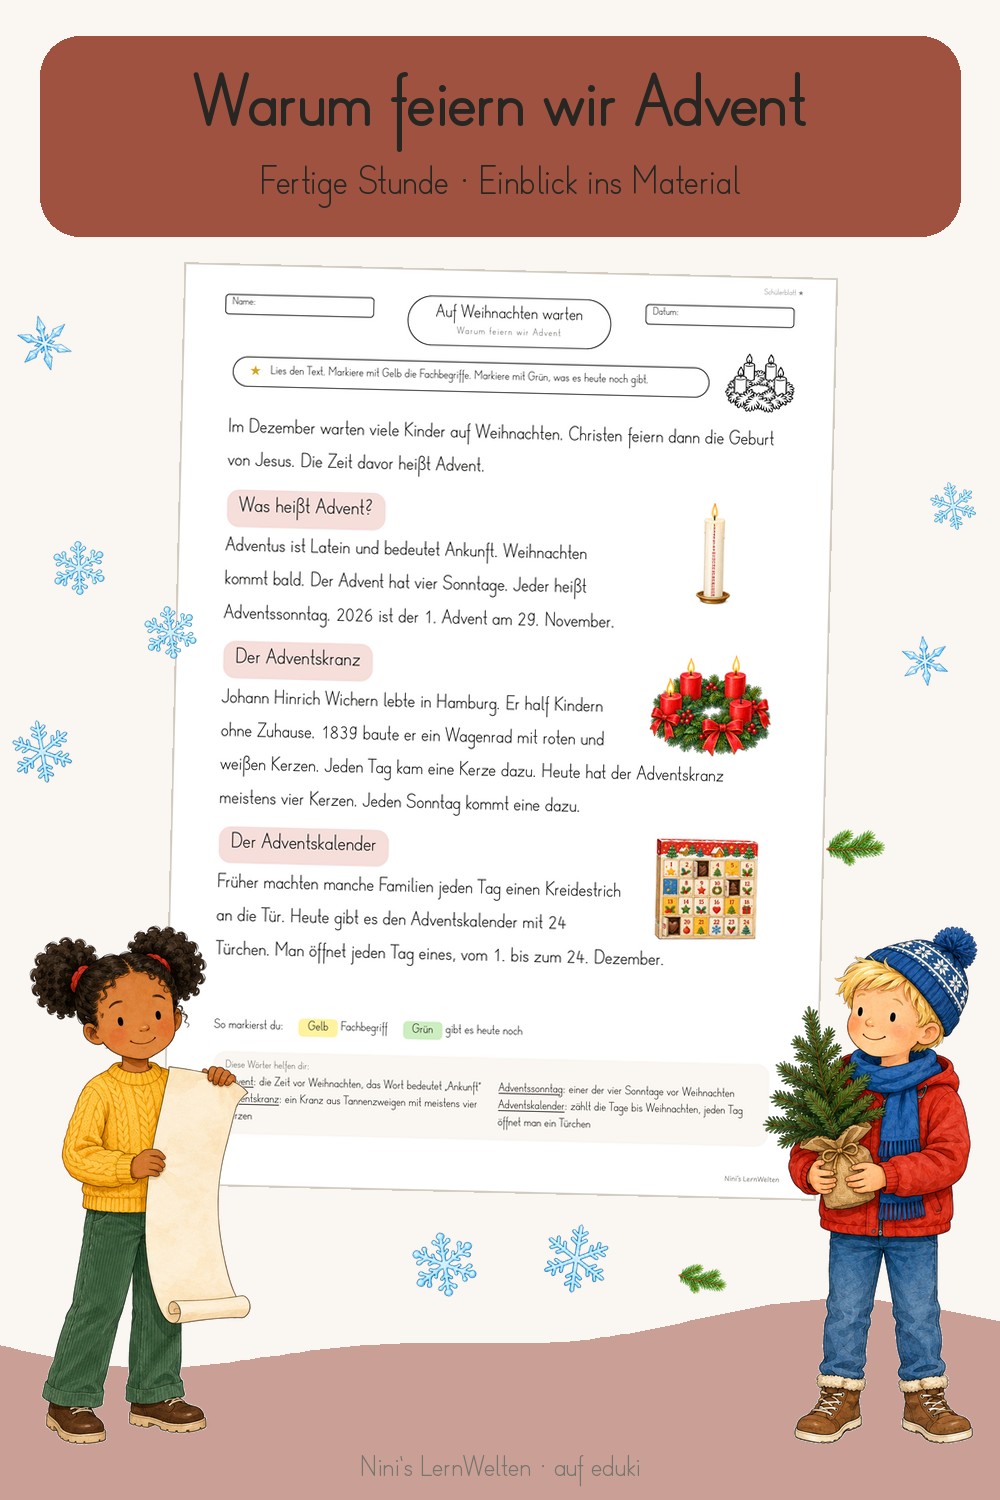 Warum feiern wir Advent
Fertige Stunde · Einblick ins Material
Schülerblatt ★
Name:
Auf Weihnachten warten
Warum feiern wir Advent
Datum:
★ Lies den Text. Markiere mit Gelb die Fachbegriffe. Markiere mit Grün, was es heute noch gibt.
Im Dezember warten viele Kinder auf Weihnachten. Christen feiern dann die Geburt
von Jesus. Die Zeit davor heißt Advent.
Was heißt Advent?
Adventus ist Latein und bedeutet Ankunft. Weihnachten
kommt bald. Der Advent hat vier Sonntage. Jeder heißt
Adventssonntag. 2026 ist der 1. Advent am 29. November.
Der Adventskranz
Johann Hinrich Wichern lebte in Hamburg. Er half Kindern
ohne Zuhause. 1839 baute er ein Wagenrad mit roten und
weißen Kerzen. Jeden Tag kam eine Kerze dazu. Heute hat der Adventskranz
meistens vier Kerzen. Jeden Sonntag kommt eine dazu.
Der Adventskalender
Früher machten manche Familien jeden Tag einen Kreidestrich
an die Tür. Heute gibt es den Adventskalender mit 24
Türchen. Man öffnet jeden Tag eines, vom 1. bis zum 24. Dezember.
So markierst du: Gelb Fachbegriff Grün gibt es heute noch
Diese Wörter helfen dir:
vent: die Zeit vor Weihnachten, das Wort bedeutet „Ankunft"
entskranz: ein Kranz aus Tannenzweigen mit meistens vier
rzen
Adventssonntag: einer der vier Sonntage vor Weihnachten
Adventskalender: zählt die Tage bis Weihnachten, jeden Tag
öffnet man ein Türchen
Nini's LernWelten
Nini's LernWelten · auf eduki